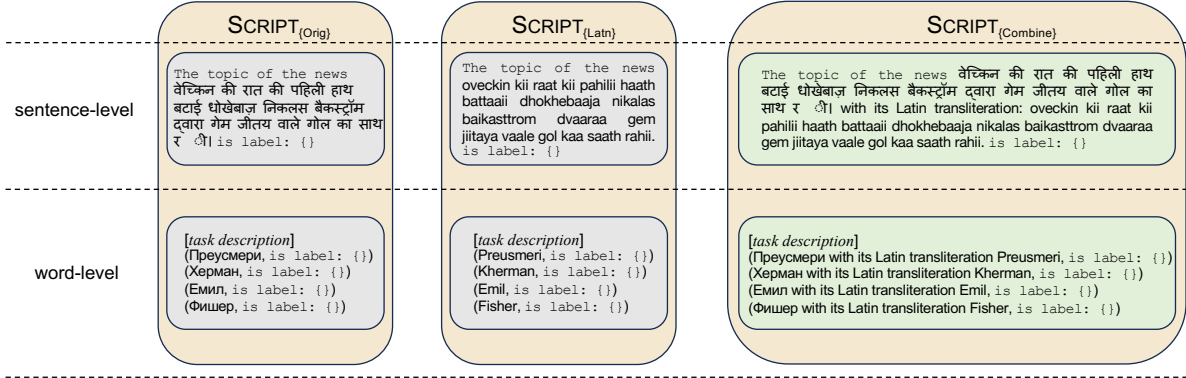 SCRIPT{Orig}
SCRIPT{Latn}
SCRIPT{Combine}
sentence-level
The topic of the news
वेच्किन की रात की पहिली हाथ
बटाई धोखेबाज़ निकलस बैकस्ट्रॉम
द्वारा गेम जीतय वाले गोल का साथ
र ी। is label: {}
The topic of the news
oveckin kii raat kii pahilii haath
battaaii dhokhebaaja nikalas
baikasttrom dvaaraa gem
jiitaya vaale gol kaa saath rahii.
is label: {}
The topic of the news वेच्किन की रात की पहिली हाथ
बटाई धोखेबाज़ निकलस बैकस्ट्रॉम द्वारा गेम जीतय वाले गोल का
साथ र ी। with its Latin transliteration: oveckin kii raat kii
pahilii haath battaaii dhokhebaaja nikalas baikasttrom dvaaraa
gem jiitaya vaale gol kaa saath rahii. is label: {}
word-level
[task description]
(Преусмери, is label: {})
(Херман, is label: {})
(Емил, is label: {})
(Фишер, is label: {})
[task description]
(Preusmeri, is label: {})
(Kherman, is label: {})
(Emil, is label: {})
(Fisher, is label: {})
[task description]
(Преусмери with its Latin transliteration Preusmeri, is label: {})
(Херман with its Latin transliteration Kherman, is label: {})
(Емил with its Latin transliteration Emil, is label: {})
(Фишер with its Latin transliteration Fisher, is label: {})